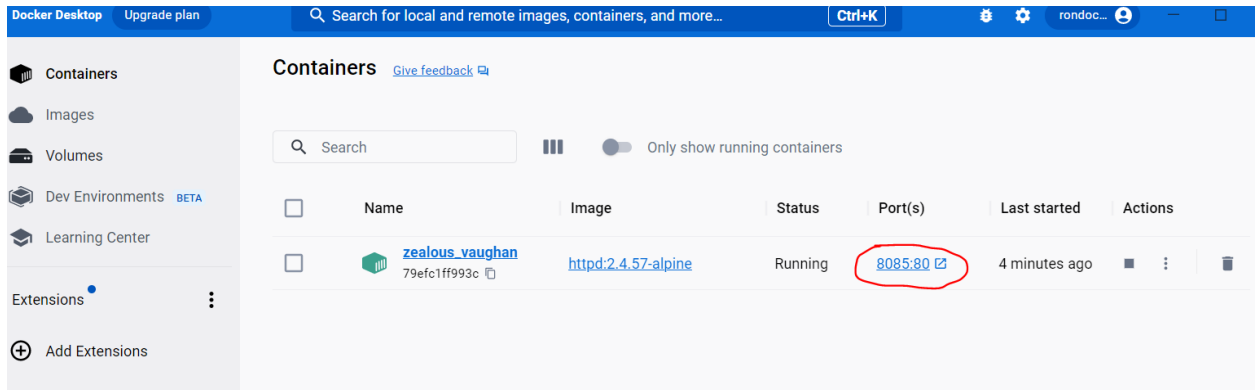 Docker Desktop Upgrade plan Search for local and remote images, containers, and more... Ctrl+K rondoc...
Containers
Images
Volumes
Dev Environments BETA
Learning Center
Extensions
Add Extensions
Containers Give feedback
Search Only show running containers
Name Image Status Port(s) Last started Actions
zealous_vaughan httpd:2.4.57-alpine Running 8085:80 4 minutes ago
79efc1ff993c